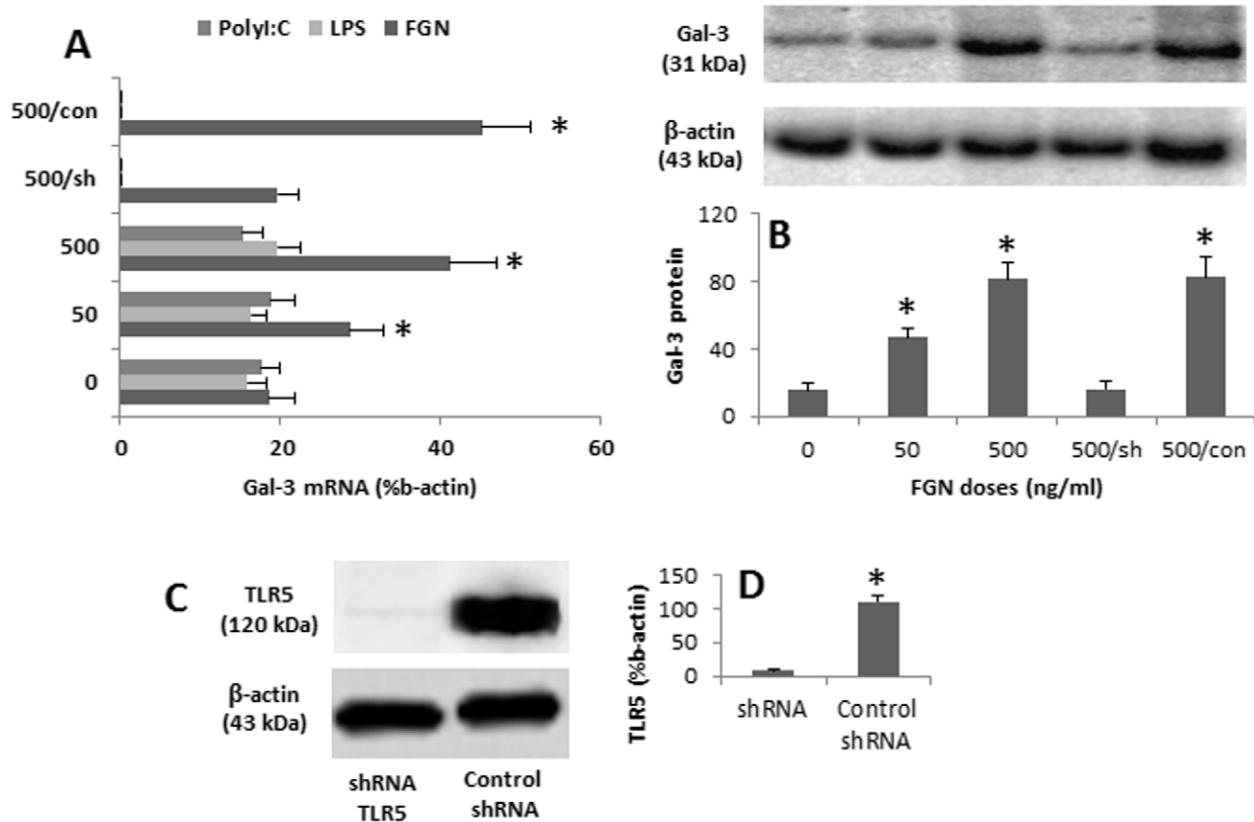 A
PolyI:C LPS FGN
500/con
*
500/sh
500
*
50
*
0
0 20 40 60
Gal-3 mRNA (%b-actin)
Gal-3
(31 kDa)
β-actin
(43 kDa)
B
Gal-3 protein
120
80
40
0
* * *
0 50 500 500/sh 500/con
FGN doses (ng/ml)
C
TLR5
(120 kDa)
β-actin
(43 kDa)
shRNA
TLR5
Control
shRNA
D
TLR5 (%b-actin)
150
100
50
0
*
shRNA
Control
shRNA